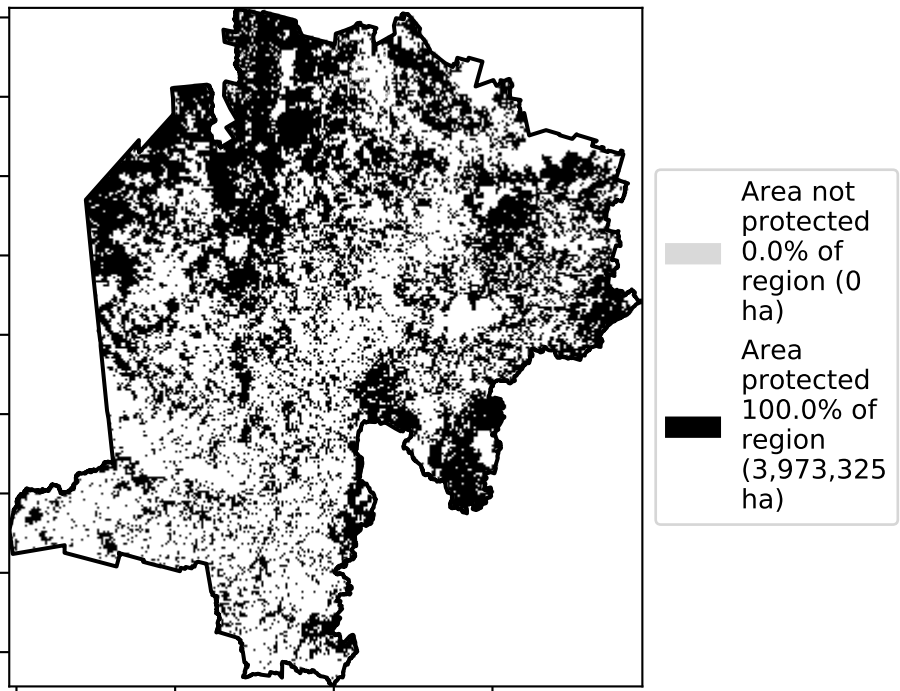 Area not
protected
0.0% of
region (0
ha)
Area
protected
100.0% of
region
(3,973,325
ha)